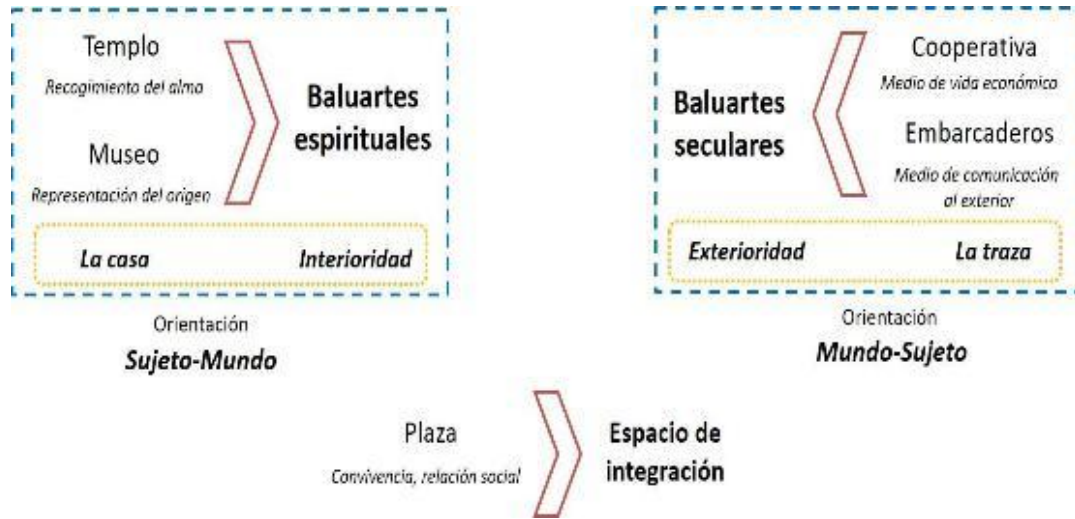 Templo
Recogimiento del alma
Museo
Representación del origen
Baluartes
espirituales
La casa
Interioridad
Orientación
Sujeto-Mundo
Baluartes
seculares
Cooperativa
Medio de vida económico
Embarcaderos
Medio de comunicación
al exterior
Exterioridad
La traza
Orientación
Mundo-Sujeto
Plaza
Convivencia, relación social
Espacio de
integración